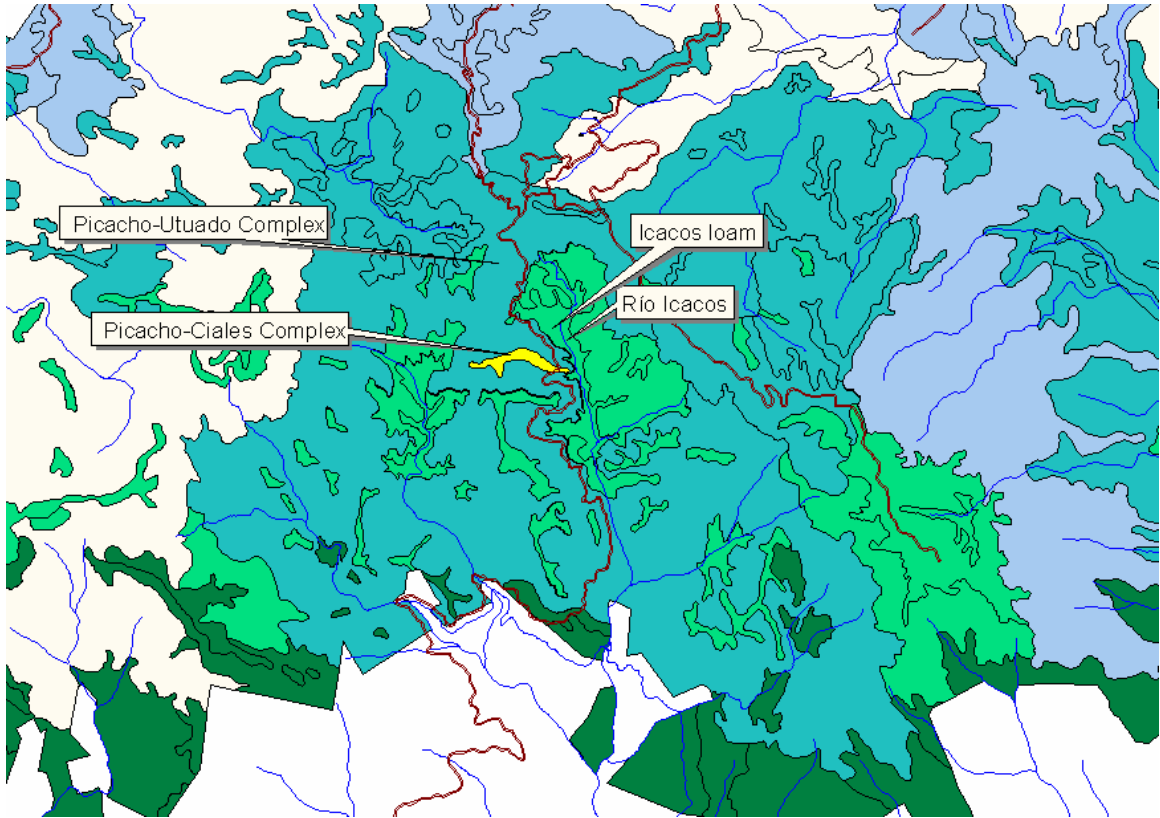 Picacho-Utuado Complex
Icacos loam
Río Icacos
Picacho-Ciales Complex